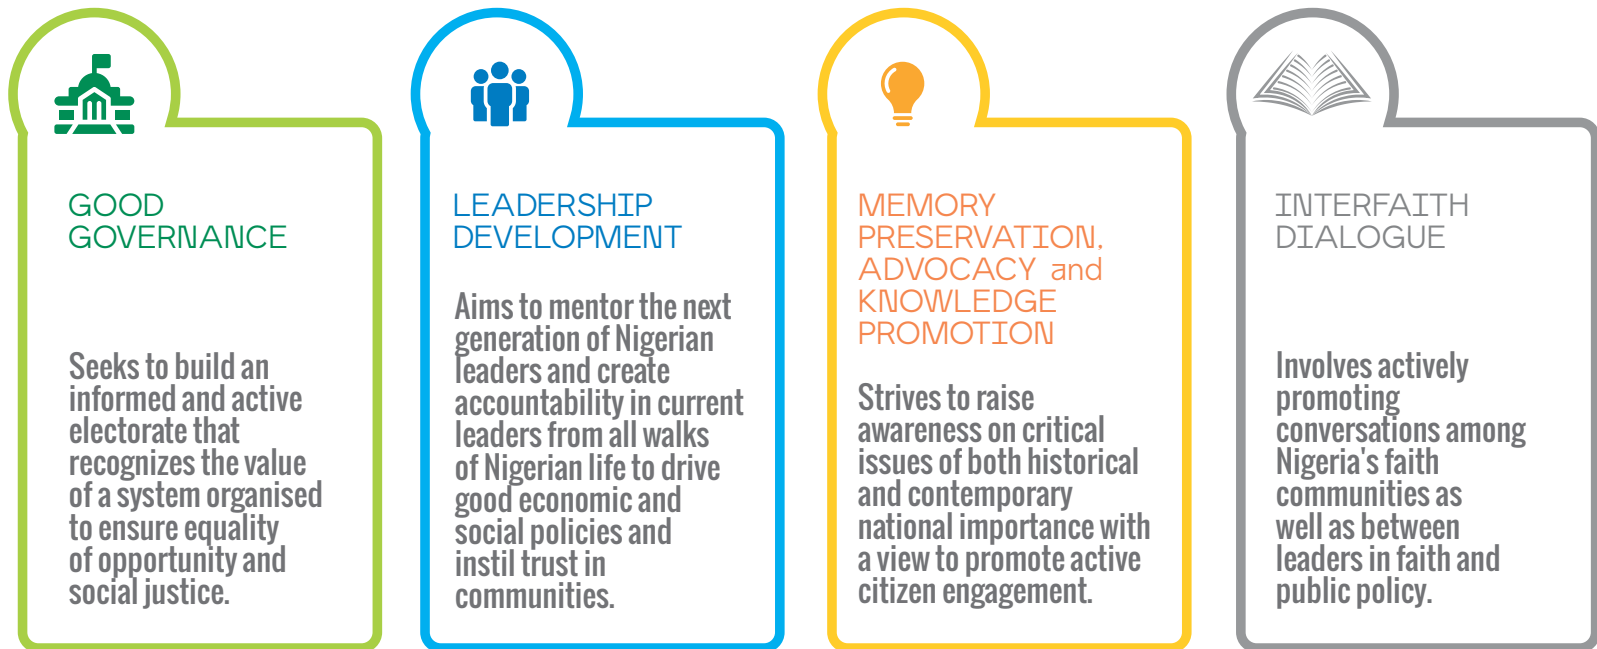 GOOD
GOVERNANCE
Seeks to build an
informed and active
electorate that
recognizes the value
of a system organised
to ensure equality
of opportunity and
social justice.
LEADERSHIP
DEVELOPMENT
Aims to mentor the next
generation of Nigerian
leaders and create
accountability in current
leaders from all walks
of Nigerian life to drive
good economic and
social policies and
instil trust in
communities.
MEMORY
PRESERVATION,
ADVOCACY and
KNOWLEDGE
PROMOTION
Strives to raise
awareness on critical
issues of both historical
and contemporary
national importance with
a view to promote active
citizen engagement.
INTERFAITH
DIALOGUE
Involves actively
promoting
conversations among
Nigeria's faith
communities as
well as between
leaders in faith and
public policy.